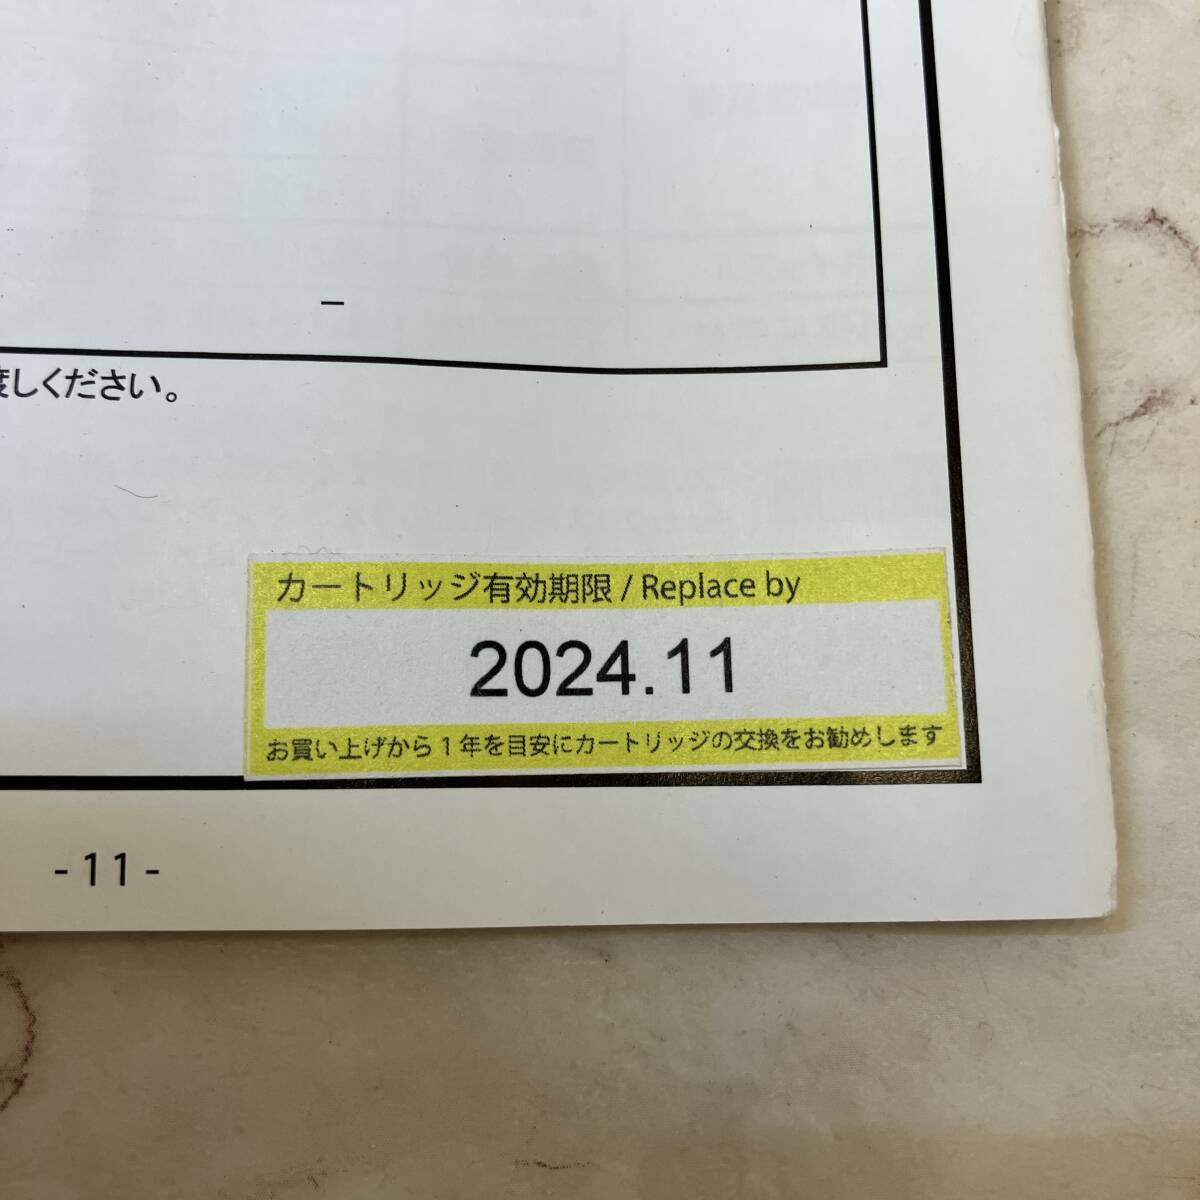 しください。
カートリッジ有効期限 / Replace by
2024.11
お買い上げから1年を目安にカートリッジの交換をお勧めします
- 11 -